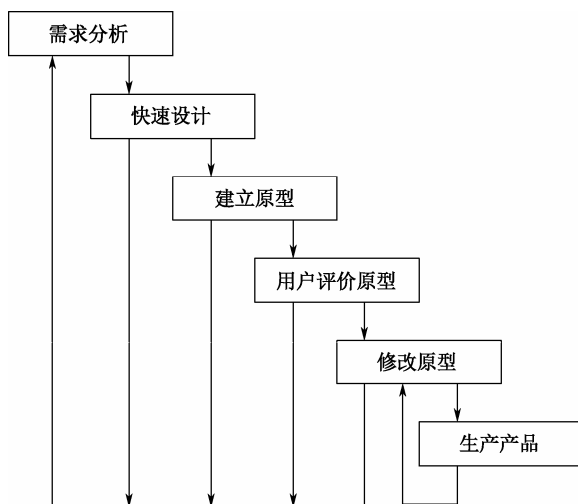 需求分析
快速设计
建立原型
用户评价原型
修改原型
生产产品